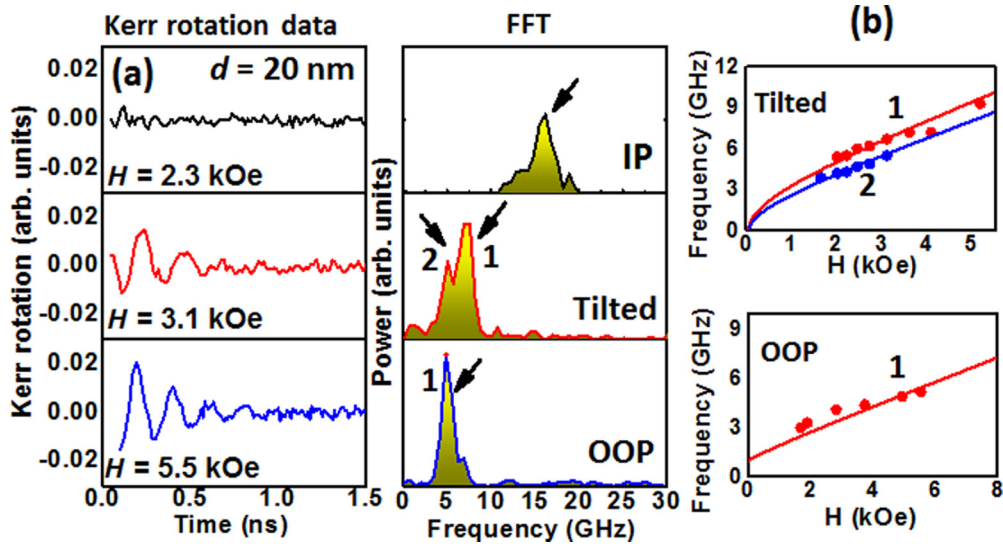 Kerr rotation data
FFT
(b)
(a)
d = 20 nm
0.02
0.00
-0.02
H = 2.3 kOe
0.02
0.00
-0.02
H = 3.1 kOe
0.02
0.00
-0.02
H = 5.5 kOe
0.0 0.5 1.0 1.5
Time (ns)
Kerr rotation (arb. units)
Power (arb. units)
IP
2 1
Tilted
1
OOP
0 5 10 15 20 25 30
Frequency (GHz)
12
9
6
3
0
Frequency (GHz)
Tilted
1
2
0 1 2 3 4 5
H (kOe)
9
6
3
0
Frequency (GHz)
OOP
1
0 2 4 6 8
H (kOe)